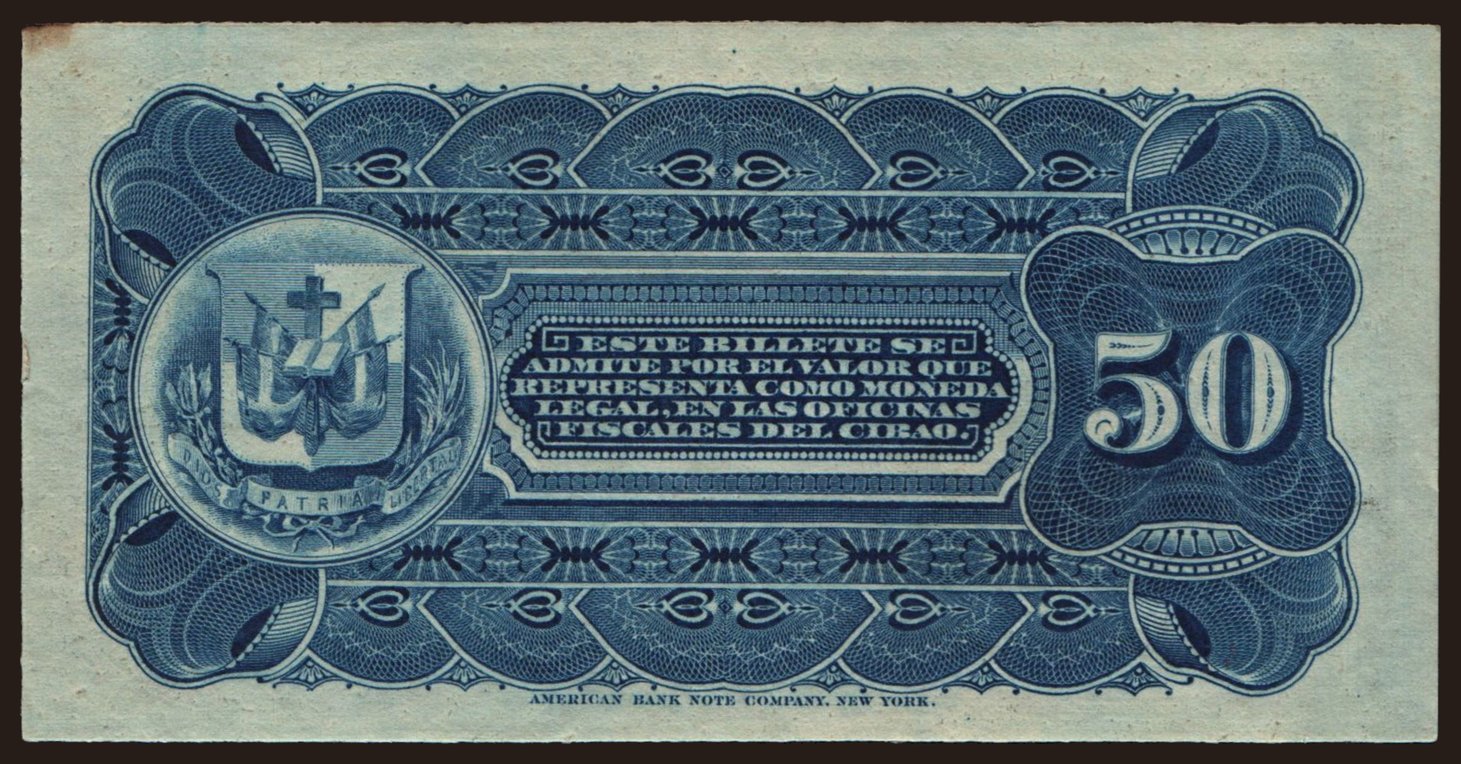 ESTE BILLETE SE
ADMITE POR EL VALOR QUE
REPRESENTA COMO MONEDA
LEGAL, EN LAS OFICINAS
FISCALES DEL CIBAO.
50
DIOS PATRIA LIBERTAD
AMERICAN BANK NOTE COMPANY, NEW YORK.